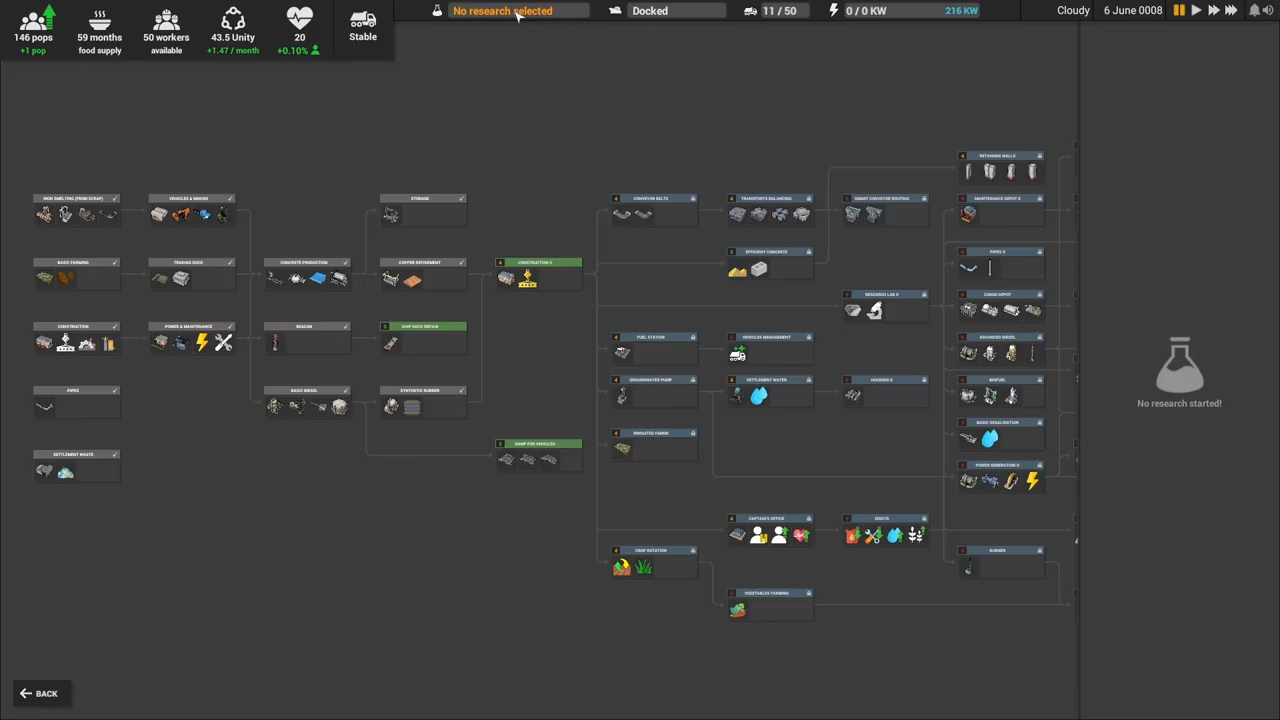 146 pops
+1 pop
59 months
food supply
50 workers
available
43.5 Unity
+1.47 / month
20
+0.10%
Stable
No research selected
Docked
11 / 50
0 / 0 KW
216 KW
Cloudy
6 June 0008
RETAINING WALLS
IRON SMELTING (FROM SCRAP)
VEHICLES & MINING
STORAGE
CONVEYOR BELTS
TRANSPORTS BALANCING
SMART CONVEYOR ROUTING
MAINTENANCE DEPOT II
BASIC FARMING
TRADING DOCK
CONCRETE PRODUCTION
COPPER REFINEMENT
CONSTRUCTION II
EFFICIENT CONCRETE
PIPES II
RESEARCH LAB II
CARGO DEPOT
CONSTRUCTION
POWER & MAINTENANCE
BEACON
SHIP DOCK REPAIR
FUEL STATION
VEHICLES MANAGEMENT
ADVANCED DIESEL
No research started!
PIPES
BASIC DIESEL
SYNTHETIC RUBBER
GROUNDWATER PUMP
SETTLEMENT WATER
HOUSING II
BIOFUEL
BASIC DESALINATION
SETTLEMENT WASTE
RAMP FOR VEHICLES
IRRIGATED FARMS
POWER GENERATION II
CAPTAIN'S OFFICE
EDICTS
CROP ROTATION
BURNER
VEGETABLES FARMING
BACK